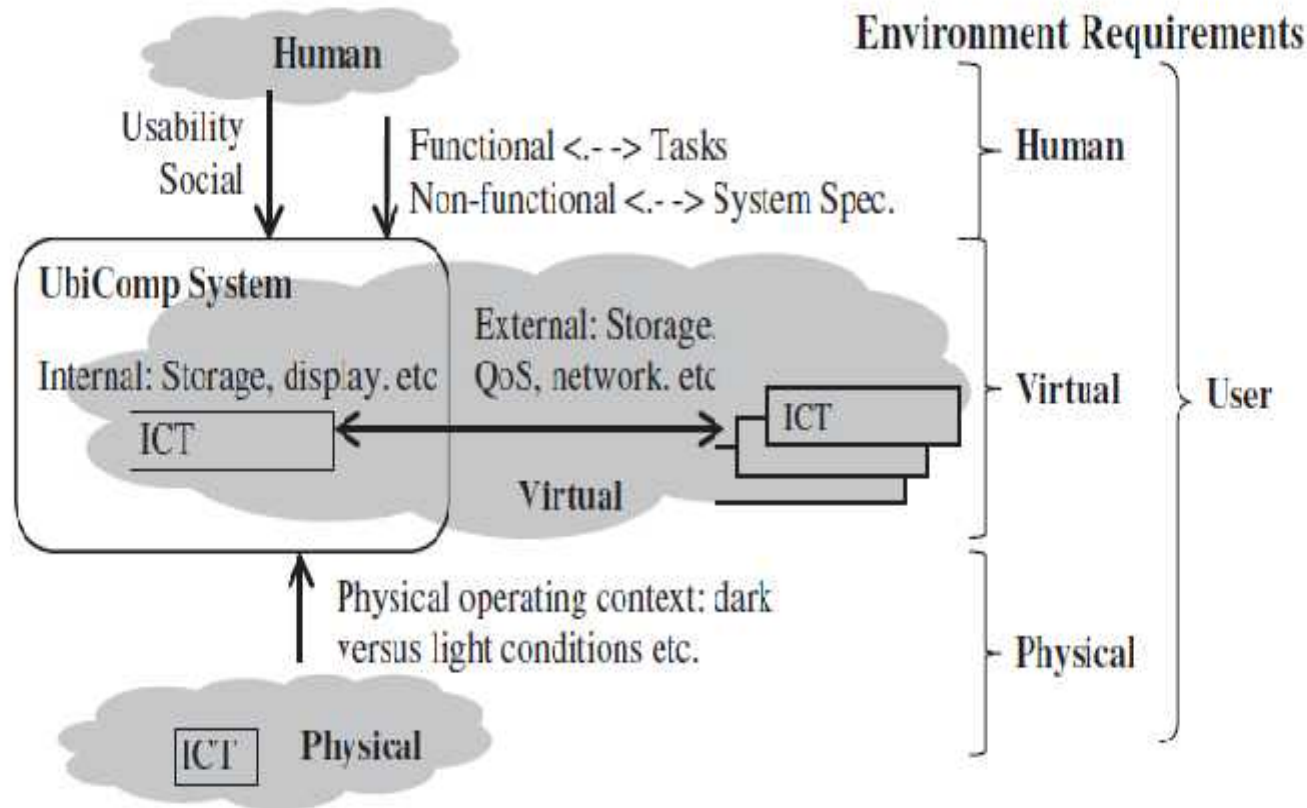 Environment Requirements
Human
Usability
Social
Functional <.- -> Tasks
Non-functional <.- -> System Spec.
Human
UbiComp System
External: Storage.
Internal: Storage, display. etc
QoS, network. etc
ICT
ICT
Virtual
Virtual
User
Physical operating context: dark
versus light conditions etc.
Physical
ICT
Physical